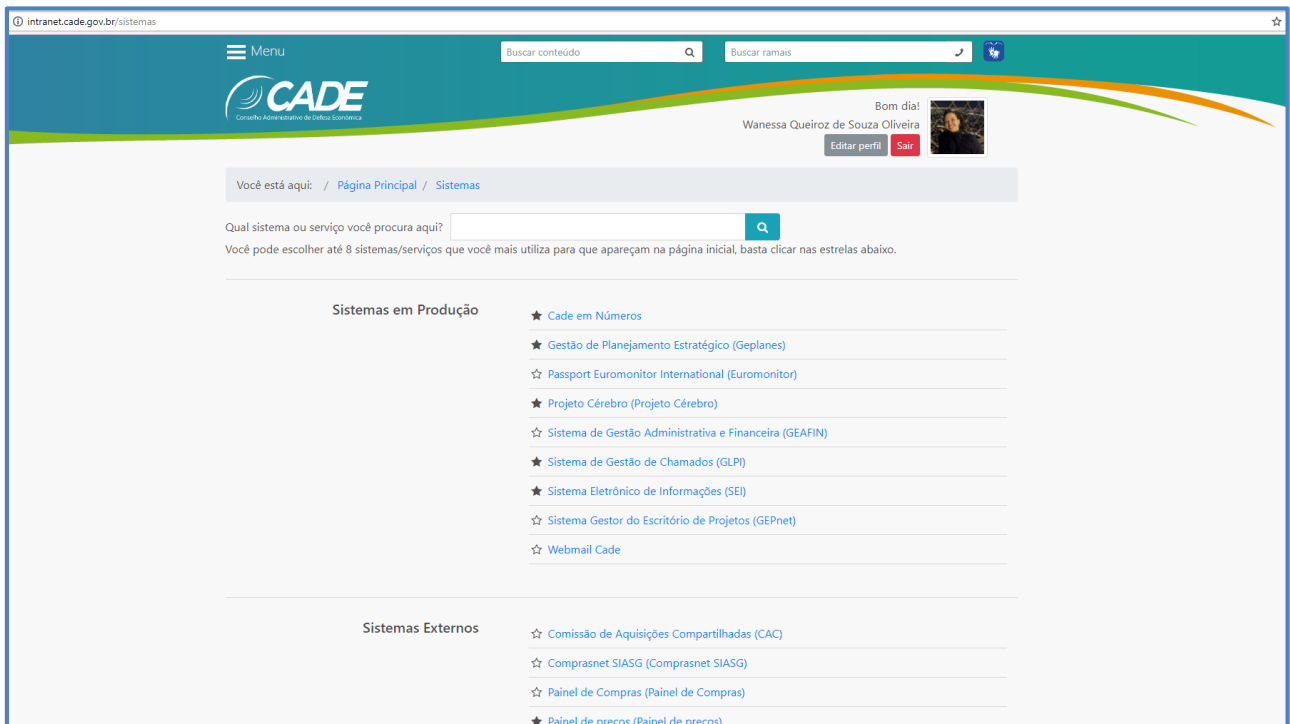 intranet.cade.gov.br/sistemas
Menu
Buscar conteúdo
Buscar ramais
CADE
Conselho Administrativo de Defesa Econômica
Bom dia!
Wanessa Queiroz de Souza Oliveira
Editar perfil Sair
Você está aqui: / Página Principal / Sistemas
Qual sistema ou serviço você procura aqui?
Você pode escolher até 8 sistemas/serviços que você mais utiliza para que apareçam na página inicial, basta clicar nas estrelas abaixo.
Sistemas em Produção
Cade em Números
Gestão de Planejamento Estratégico (Geplanes)
Passport Euromonitor International (Euromonitor)
Projeto Cérebro (Projeto Cérebro)
Sistema de Gestão Administrativa e Financeira (GEAFIN)
Sistema de Gestão de Chamados (GLPI)
Sistema Eletrônico de Informações (SEI)
Sistema Gestor do Escritório de Projetos (GEPnet)
Webmail Cade
Sistemas Externos
Comissão de Aquisições Compartilhadas (CAC)
Comprasnet SIASG (Comprasnet SIASG)
Painel de Compras (Painel de Compras)
Painel de preços (Painel de preços)